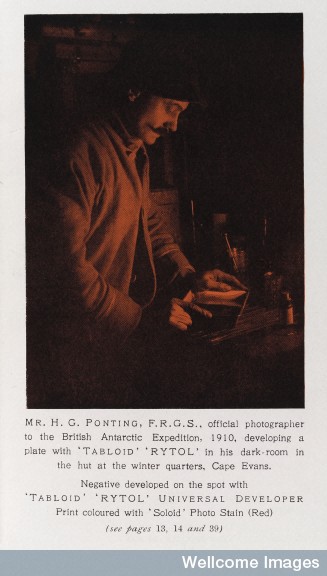 MR. H. G. PONTING, F.R.G.S., official photographer
to the British Antarctic Expedition, 1910, developing a
plate with 'TABLOID' 'RYTOL' in his dark-room in
the hut at the winter quarters, Cape Evans.
Negative developed on the spot with
'TABLOID' 'RYTOL' UNIVERSAL DEVELOPER
Print coloured with 'Soloid' Photo Stain (Red)
(see pages 13, 14 and 39)
Wellcome Images